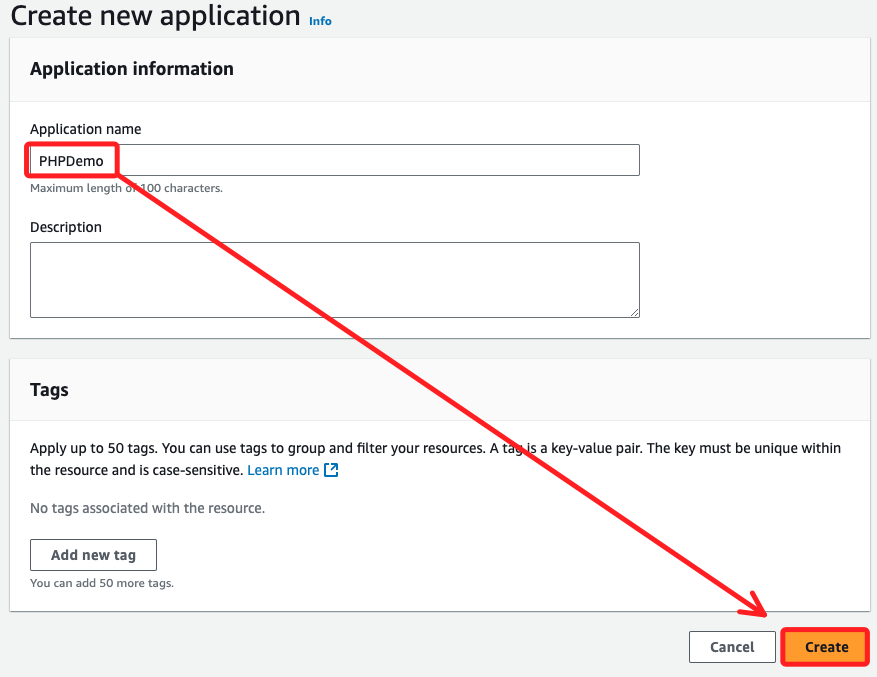 Create new application Info
Application information
Application name
PHPDemo
Maximum length of 100 characters.
Description
Tags
Apply up to 50 tags. You can use tags to group and filter your resources. A tag is a key-value pair. The key must be unique within
the resource and is case-sensitive. Learn more
No tags associated with the resource.
Add new tag
You can add 50 more tags.
Cancel
Create